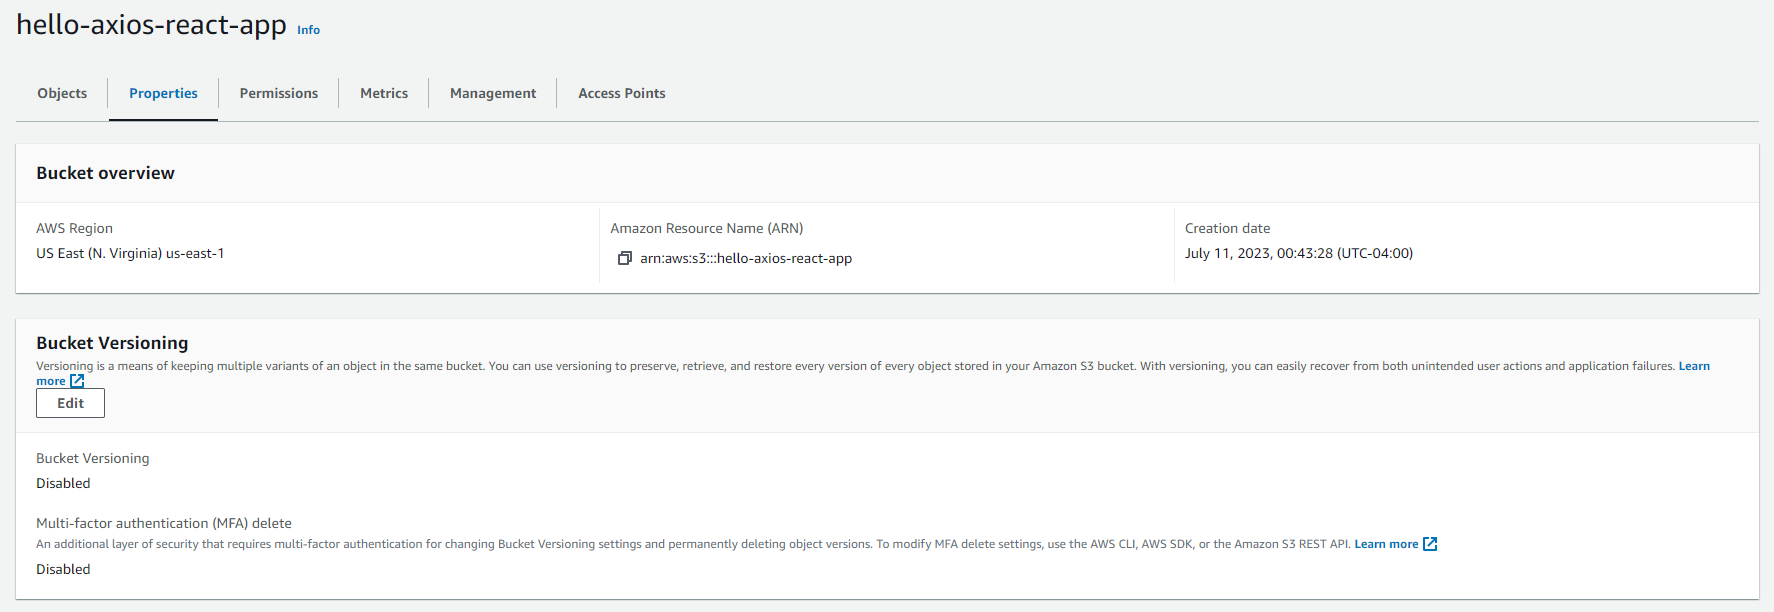 hello-axios-react-app Info
Objects
Properties
Permissions
Metrics
Management
Access Points
Bucket overview
AWS Region
US East (N. Virginia) us-east-1
Amazon Resource Name (ARN)
arn:aws:s3:::hello-axios-react-app
Creation date
July 11, 2023, 00:43:28 (UTC-04:00)
Bucket Versioning
Versioning is a means of keeping multiple variants of an object in the same bucket. You can use versioning to preserve, retrieve, and restore every version of every object stored in your Amazon S3 bucket. With versioning, you can easily recover from both unintended user actions and application failures. Learn
more
Edit
Bucket Versioning
Disabled
Multi-factor authentication (MFA) delete
An additional layer of security that requires multi-factor authentication for changing Bucket Versioning settings and permanently deleting object versions. To modify MFA delete settings, use the AWS CLI, AWS SDK, or the Amazon S3 REST API. Learn more
Disabled